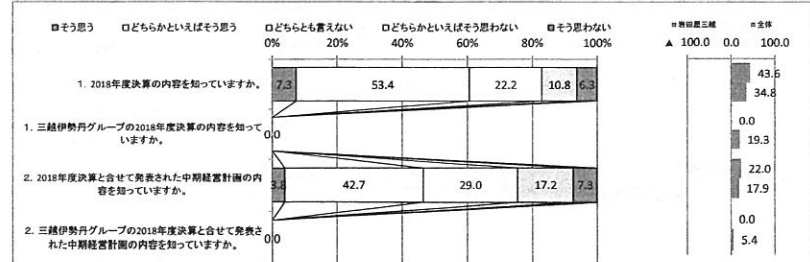 ■そう思う □どちらかといえばそう思う □どちらとも言えない □どちらかといえばそう思わない ■そう思わない
■岩田屋三越 ■全体
0% 20% 40% 60% 80% 100%
▲ 100.0 0.0 100.0
1. 2018年度決算の内容を知っていますか。
7.3 53.4 22.2 10.8 6.3
43.6
34.8
1. 三越伊勢丹グループの2018年度決算の内容を知って
いますか。
0.0
0.0
19.3
2. 2018年度決算と合せて発表された中期経営計画の内
容を知っていますか。
3.8 42.7 29.0 17.2 7.3
22.0
17.9
2. 三越伊勢丹グループの2018年度決算と合せて発表さ
れた中期経営計画の内容を知っていますか。
0.0
0.0
5.4